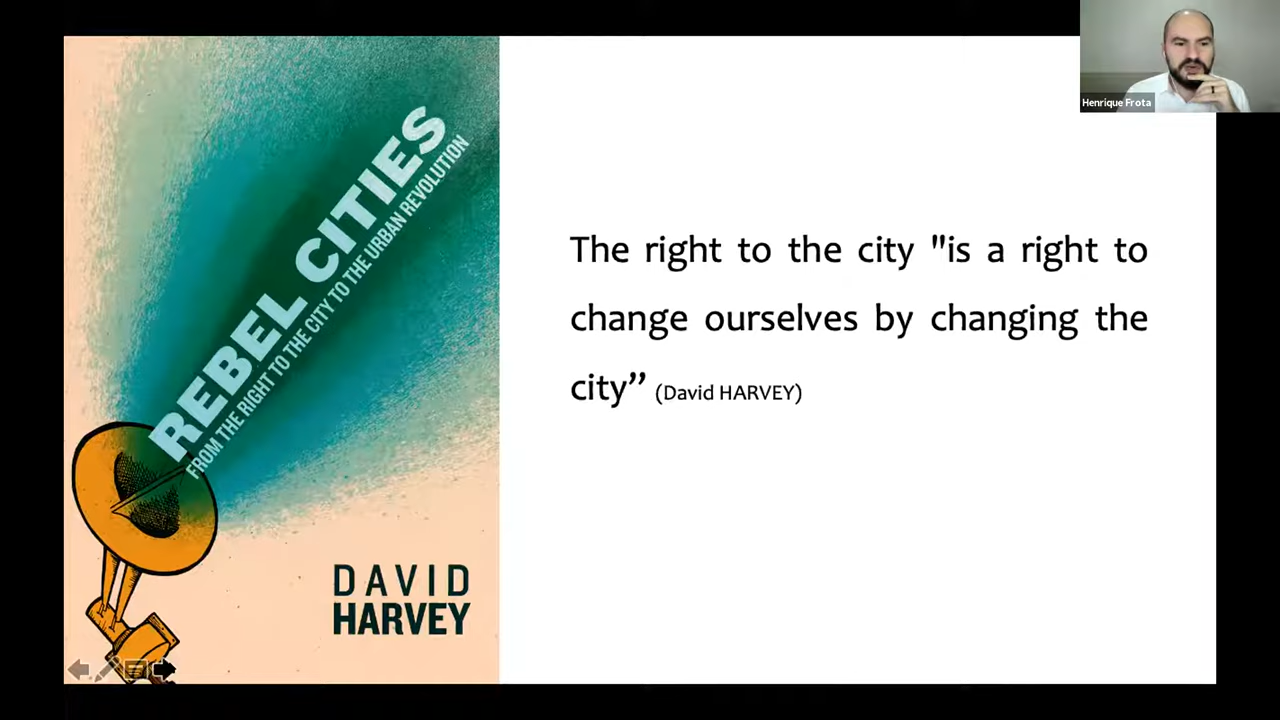 REBEL CITIES
FROM THE RIGHT TO THE CITY TO THE URBAN REVOLUTION
DAVID
HARVEY
The right to the city "is a right to
change ourselves by changing the
city” (David HARVEY)
Henrique Frota